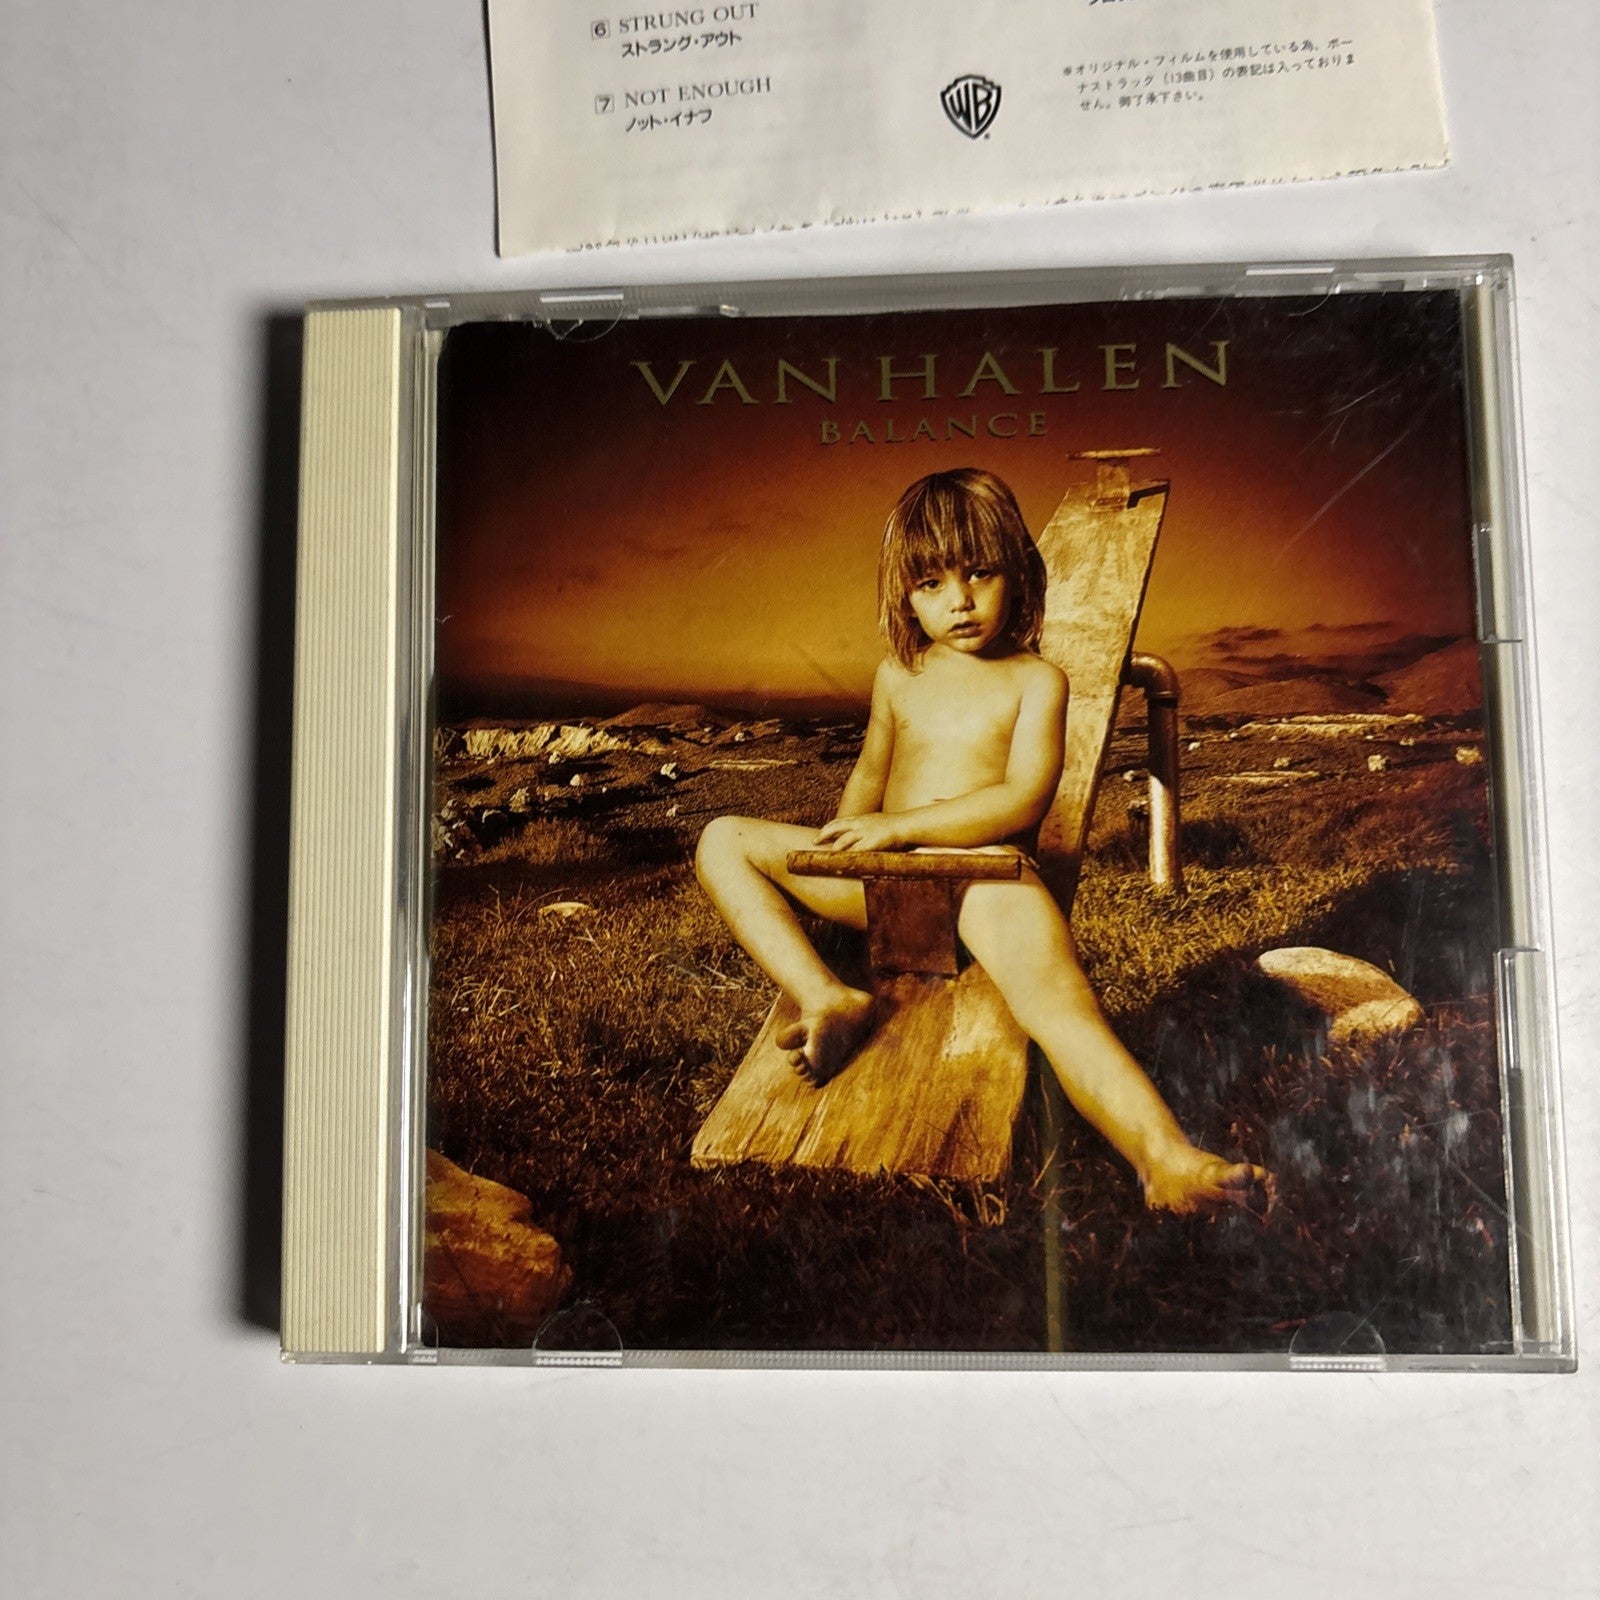 6 STRUNG OUT
ストラング・アウト
7 NOT ENOUGH
ノット・イナフ
WB
※オリジナル・フィルムを使用している為、ボー
ナストラック(13曲目)の表記は入っておりま
せん。御了承下さい。
VAN HALEN
BALANCE